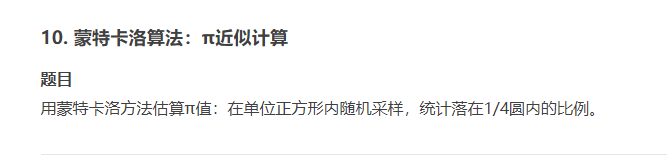 10. 蒙特卡洛算法：π近似计算
题目
用蒙特卡洛方法估算π值：在单位正方形内随机采样，统计落在1/4圆内的比例。